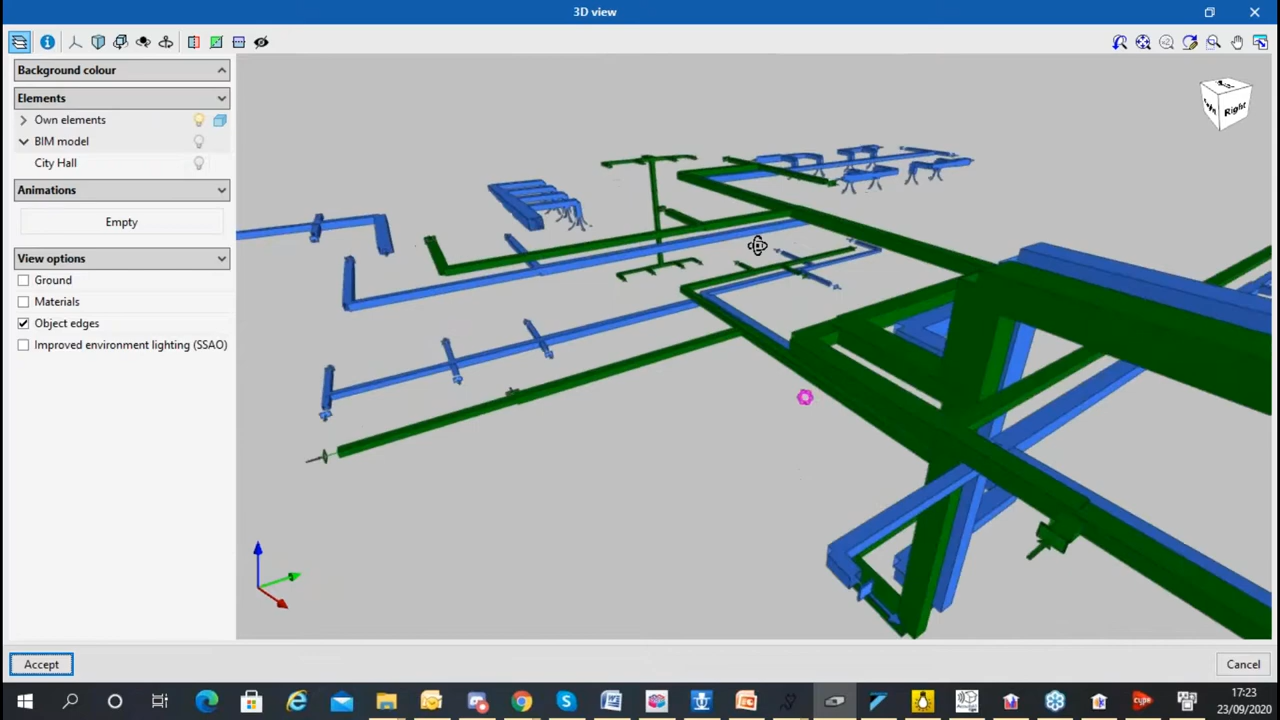 3D view
Background colour
Elements
Own elements
BIM model
City Hall
Animations
Empty
View options
Ground
Materials
Object edges
Improved environment lighting (SSAO)
Right
Accept
Cancel
17:23
23/09/2020